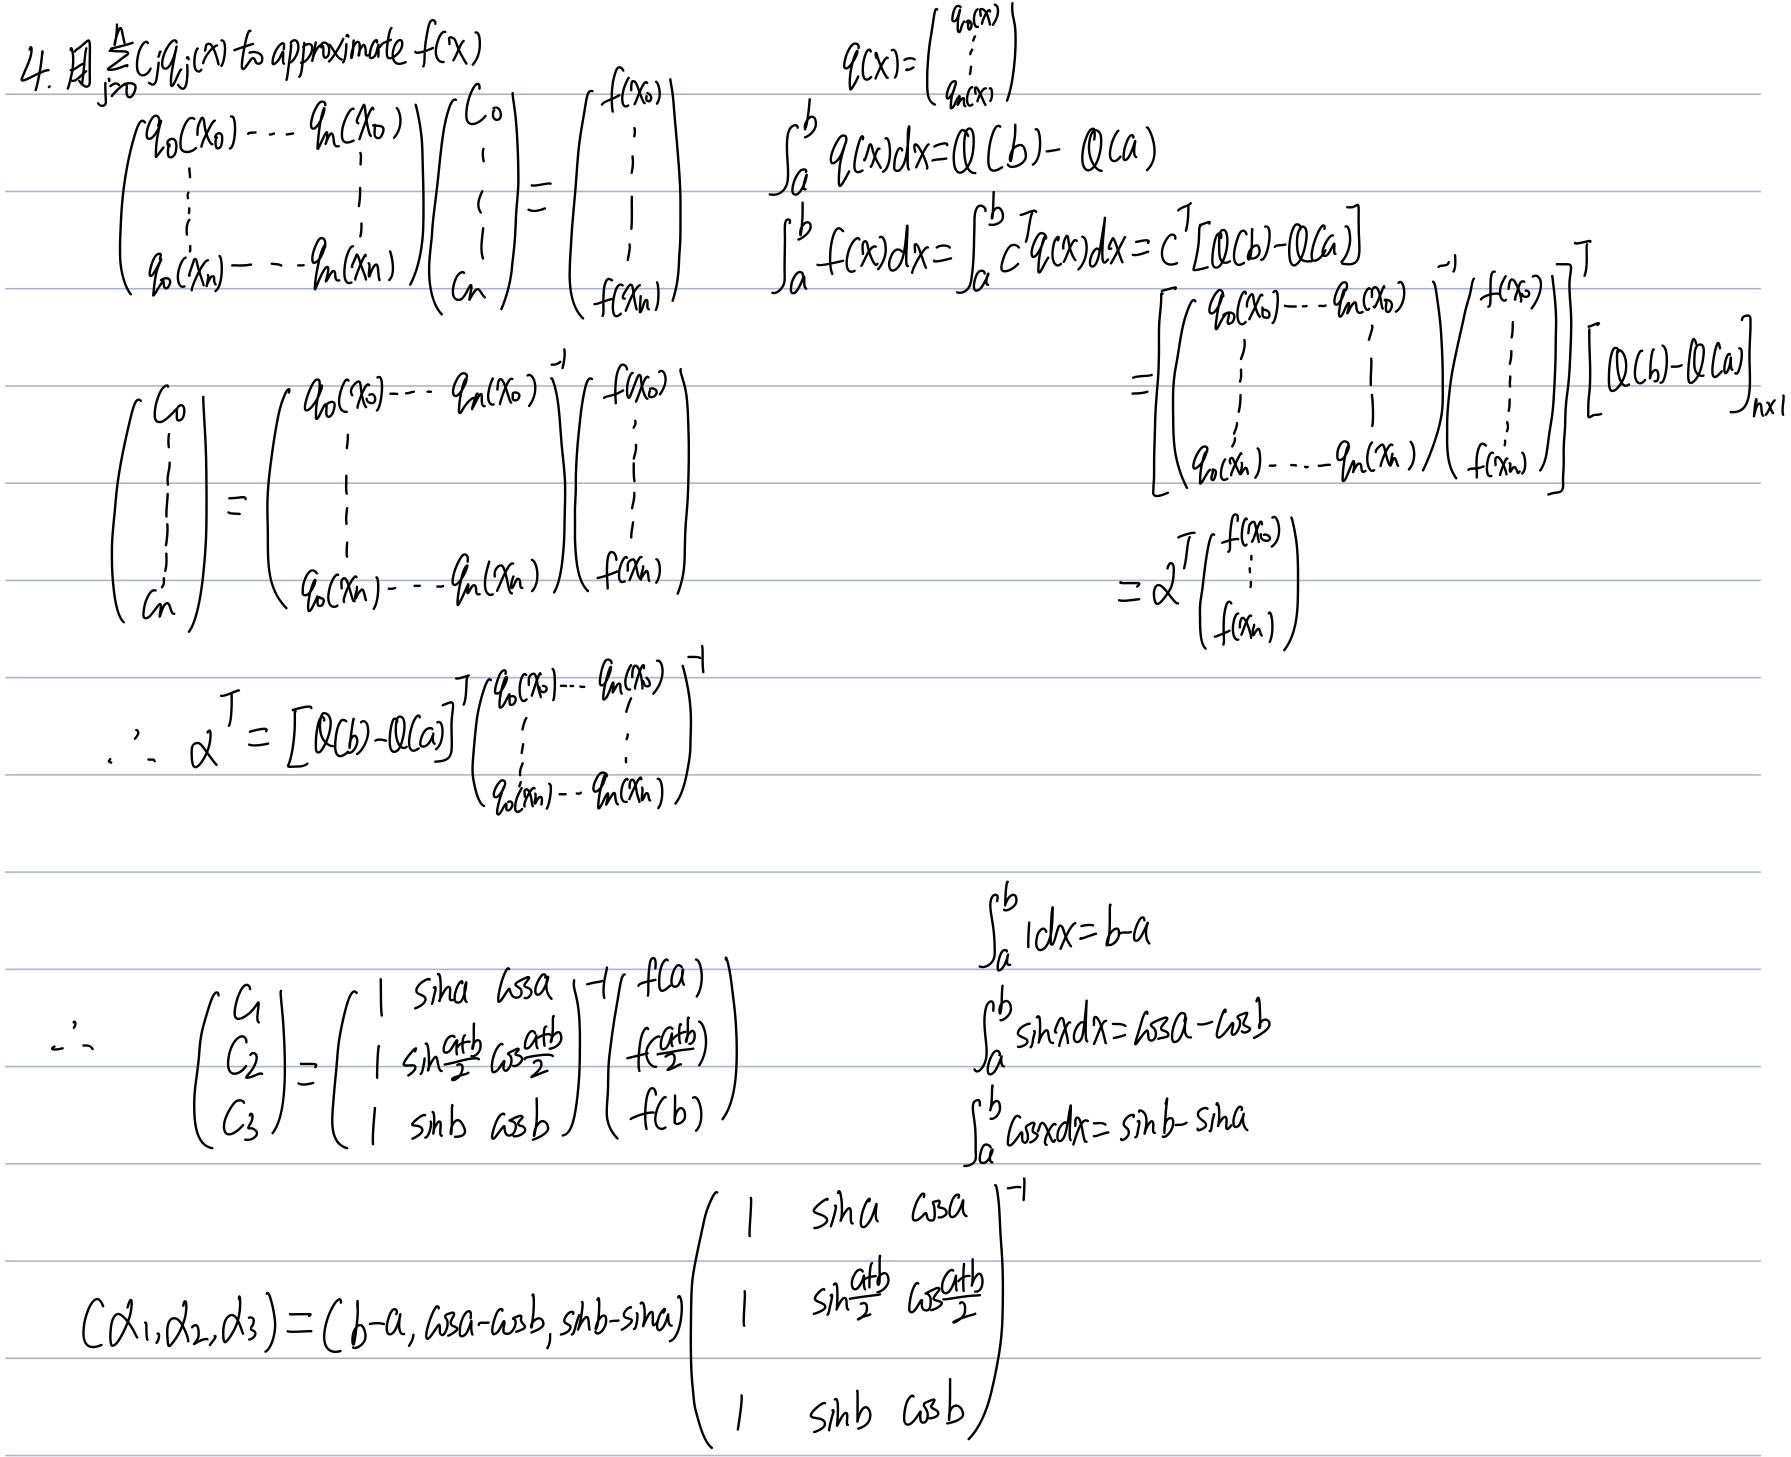 4. 用 $\sum_{j=0}^{n} c_j q_j(x)$ to approximate $f(x)$
$\begin{pmatrix} q_0(x_0) & \cdots & q_n(x_0) \\ \vdots & & \vdots \\ q_0(x_n) & \cdots & q_n(x_n) \end{pmatrix} \begin{pmatrix} c_0 \\ \vdots \\ c_n \end{pmatrix} = \begin{pmatrix} f(x_0) \\ \vdots \\ f(x_n) \end{pmatrix}$
$\begin{pmatrix} c_0 \\ \vdots \\ c_n \end{pmatrix} = \begin{pmatrix} q_0(x_0) & \cdots & q_n(x_0) \\ \vdots & & \vdots \\ q_0(x_n) & \cdots & q_n(x_n) \end{pmatrix}^{-1} \begin{pmatrix} f(x_0) \\ \vdots \\ f(x_n) \end{pmatrix}$
$q(x) = \begin{pmatrix} q_0(x) \\ \vdots \\ q_n(x) \end{pmatrix}$
$\int_a^b q(x)dx = Q(b) - Q(a)$
$\int_a^b f(x)dx = \int_a^b c^T q(x)dx = c^T [Q(b) - Q(a)]$
$= \left[ \begin{pmatrix} q_0(x_0) & \cdots & q_n(x_0) \\ \vdots & & \vdots \\ q_0(x_n) & \cdots & q_n(x_n) \end{pmatrix}^{-1} \begin{pmatrix} f(x_0) \\ \vdots \\ f(x_n) \end{pmatrix} \right]^T [Q(b) - Q(a)]_{n \times 1}$
$= \alpha^T \begin{pmatrix} f(x_0) \\ \vdots \\ f(x_n) \end{pmatrix}$
$\therefore \alpha^T = [Q(b) - Q(a)]^T \begin{pmatrix} q_0(x_0) & \cdots & q_n(x_0) \\ \vdots & & \vdots \\ q_0(x_n) & \cdots & q_n(x_n) \end{pmatrix}^{-1}$
$\therefore \begin{pmatrix} c_1 \\ c_2 \\ c_3 \end{pmatrix} = \begin{pmatrix} 1 & \sin a & \cos a \\ 1 & \sin\frac{a+b}{2} & \cos\frac{a+b}{2} \\ 1 & \sin b & \cos b \end{pmatrix}^{-1} \begin{pmatrix} f(a) \\ f(\frac{a+b}{2}) \\ f(b) \end{pmatrix}$
$\int_a^b 1dx = b-a$
$\int_a^b \sin x dx = \cos a - \cos b$
$\int_a^b \cos x dx = \sin b - \sin a$
$(\alpha_1, \alpha_2, \alpha_3) = (b-a, \cos a - \cos b, \sin b - \sin a) \begin{pmatrix} 1 & \sin a & \cos a \\ 1 & \sin\frac{a+b}{2} & \cos\frac{a+b}{2} \\ 1 & \sin b & \cos b \end{pmatrix}^{-1}$